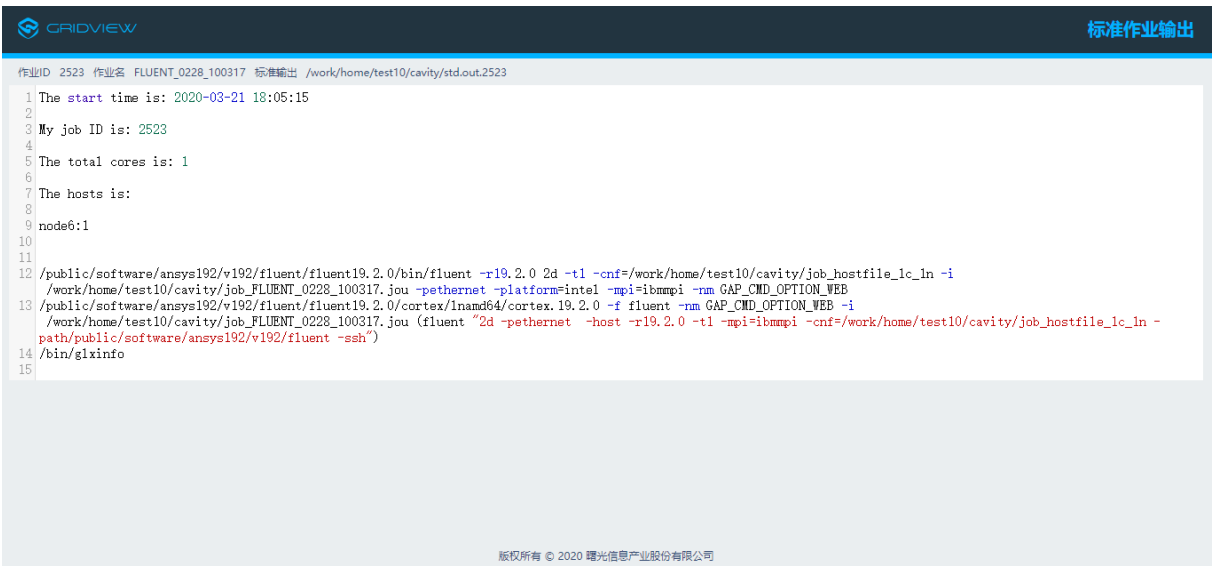 GRIDVIEW
标准作业输出
作业ID 2523 作业名 FLUENT_0228_100317 标准输出 /work/home/test10/cavity/std.out.2523
1 The start time is: 2020-03-21 18:05:15
2
3 My job ID is: 2523
4
5 The total cores is: 1
6
7 The hosts is:
8
9 node6:1
10
11
12 /public/software/ansys192/v192/fluent/fluent19.2.0/bin/fluent -r19.2.0 2d -t1 -cnf=/work/home/test10/cavity/job_hostfile_1c_1n -i
/work/home/test10/cavity/job_FLUENT_0228_100317.jou -pethernet -platform=intel -mpi=ibmmpi -nm GAP_CMD_OPTION_WEB
13 /public/software/ansys192/v192/fluent/fluent19.2.0/cortex/lnamd64/cortex.19.2.0 -f fluent -nm GAP_CMD_OPTION_WEB -i
/work/home/test10/cavity/job_FLUENT_0228_100317.jou (fluent "2d -pethernet  -host -r19.2.0 -t1 -mpi=ibmmpi -cnf=/work/home/test10/cavity/job_hostfile_1c_1n -
path/public/software/ansys192/v192/fluent -ssh")
14 /bin/glxinfo
15
版权所有 © 2020 曙光信息产业股份有限公司